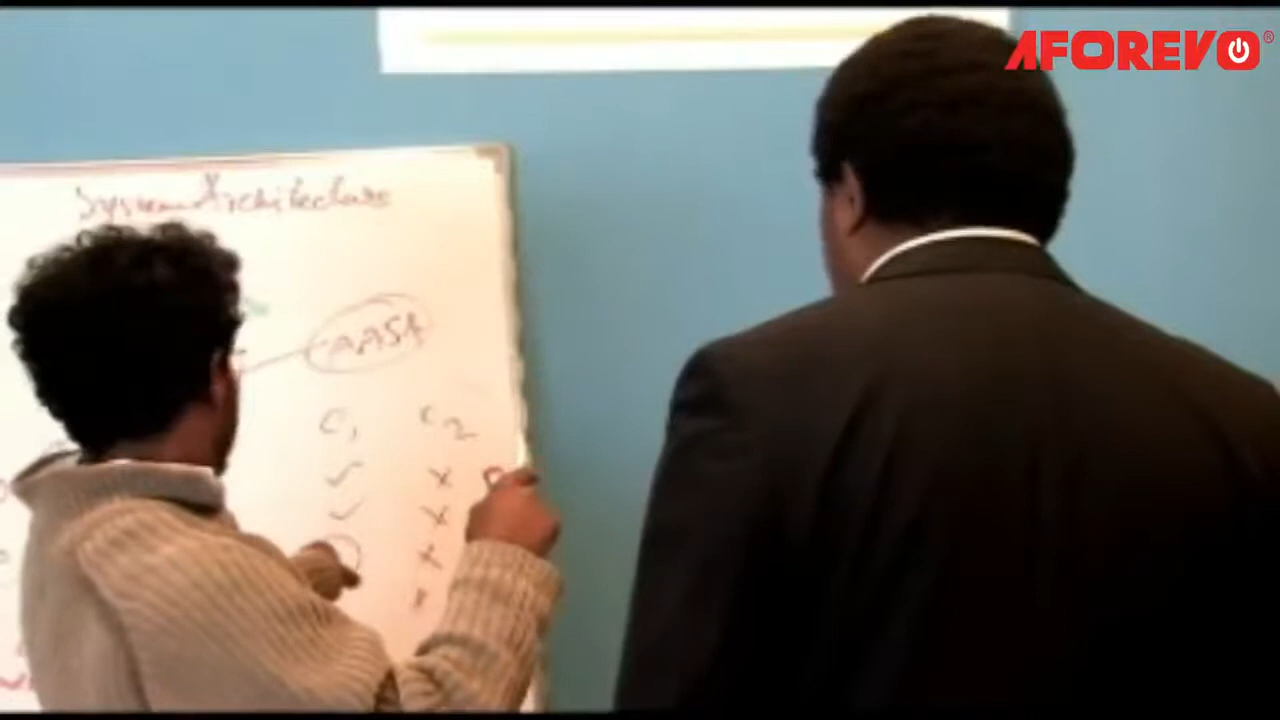 AFOREVO®
System Architecture
AASA
C1 C2
✓ x
✓ x
x